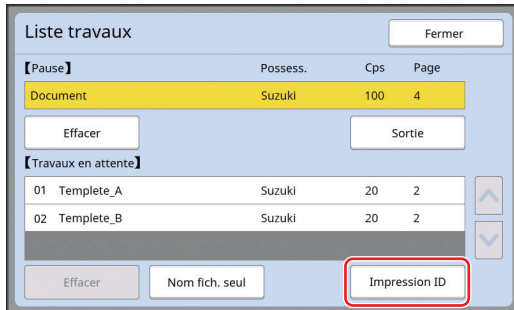 Liste travaux Fermer
【Pause】 Possess. Cps Page
Document Suzuki 100 4
Effacer Sortie
【Travaux en attente】
01 Templete_A Suzuki 20 2
02 Templete_B Suzuki 20 2
Effacer Nom fich. seul Impression ID